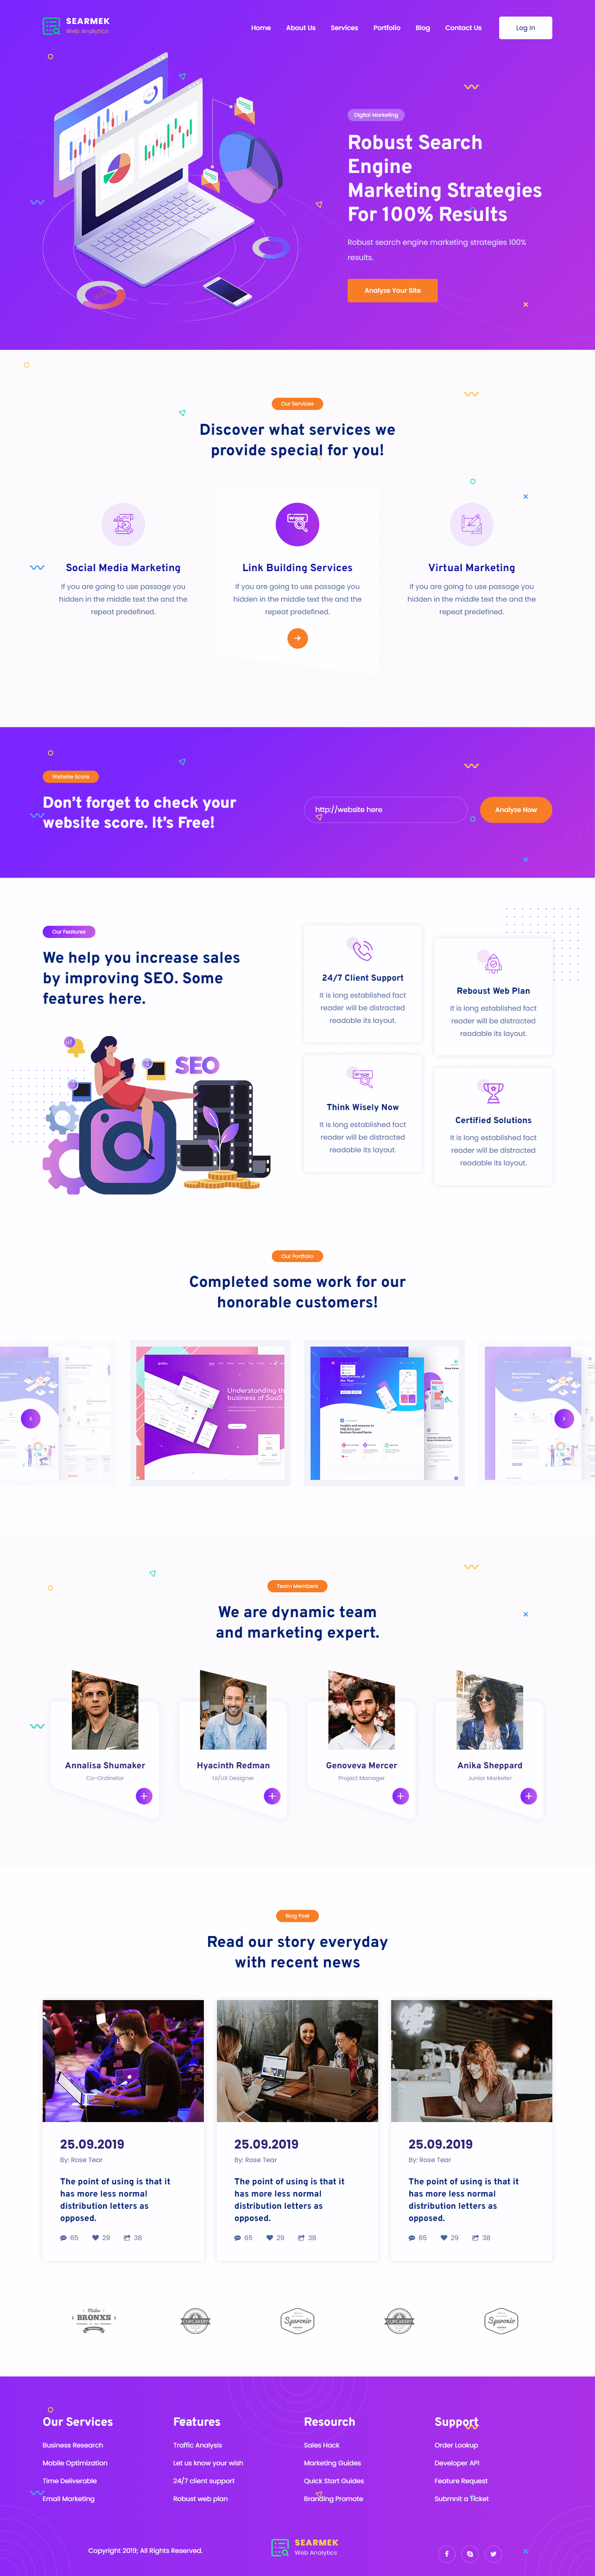 SEARMEK
Web Analytics
Home
About Us
Services
Portfolio
Blog
Contact Us
Log In
Digital Marketing
Robust Search
Engine
Marketing Strategies
For 100% Results
Robust search engine marketing strategies 100%
results.
Analyze Your Site
Our Services
Discover what services we
provide special for you!
Social Media Marketing
If you are going to use passage you
hidden in the middle text the and the
repeat predefined.
Link Building Services
If you are going to use passage you
hidden in the middle text the and the
repeat predefined.
Virtual Marketing
If you are going to use passage you
hidden in the middle text the and the
repeat predefined.
Website Score
Don't forget to check your
website score. It's Free!
http://website here
Analyze Now
Our Features
We help you increase sales
by improving SEO. Some
features here.
SEO
24/7 Client Support
It is long established fact
reader will be distracted
readable its layout.
Reboust Web Plan
It is long established fact
reader will be distracted
readable its layout.
Think Wisely Now
It is long established fact
reader will be distracted
readable its layout.
Certified Solutions
It is long established fact
reader will be distracted
readable its layout.
Our Portfolio
Completed some work for our
honorable customers!
Understanding th
business of SaaS
Team Members
We are dynamic team
and marketing expert.
Annalisa Shumaker
Co-Ordinetor
Hyacinth Redman
UI/UX Designer
Genoveva Mercer
Project Manager
Anika Sheppard
Junior Marketer
Blog Post
Read our story everyday
with recent news
25.09.2019
By: Rose Tear
The point of using is that it
has more less normal
distribution letters as
opposed.
65 29 38
25.09.2019
By: Rose Tear
The point of using is that it
has more less normal
distribution letters as
opposed.
65 29 38
25.09.2019
By: Rose Tear
The point of using is that it
has more less normal
distribution letters as
opposed.
65 29 38
BRONXS
Sparonio
Sparonio
Our Services
Business Research
Mobile Optimization
Time Deliverable
Email Marketing
Features
Traffic Analysis
Let us know your wish
24/7 client support
Robust web plan
Resourch
Sales Hack
Marketing Guides
Quick Start Guides
Branding Promote
Support
Order Lookup
Developer API
Feature Request
Submnit a Ticket
Copyright 2019; All Rights Reserved.
SEARMEK
Web Analytics